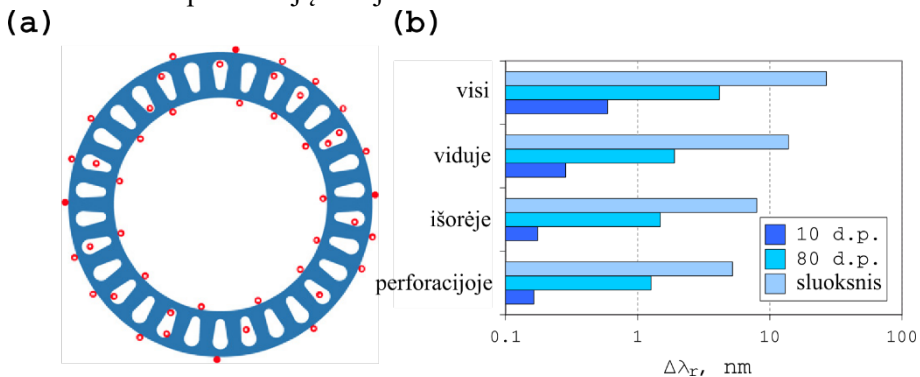 (a)
(b)
visi
viduje
išorėje
perforacijoje
10 d.p.
80 d.p.
sluoksnis
0.1 1 10 100
Δλr, nm